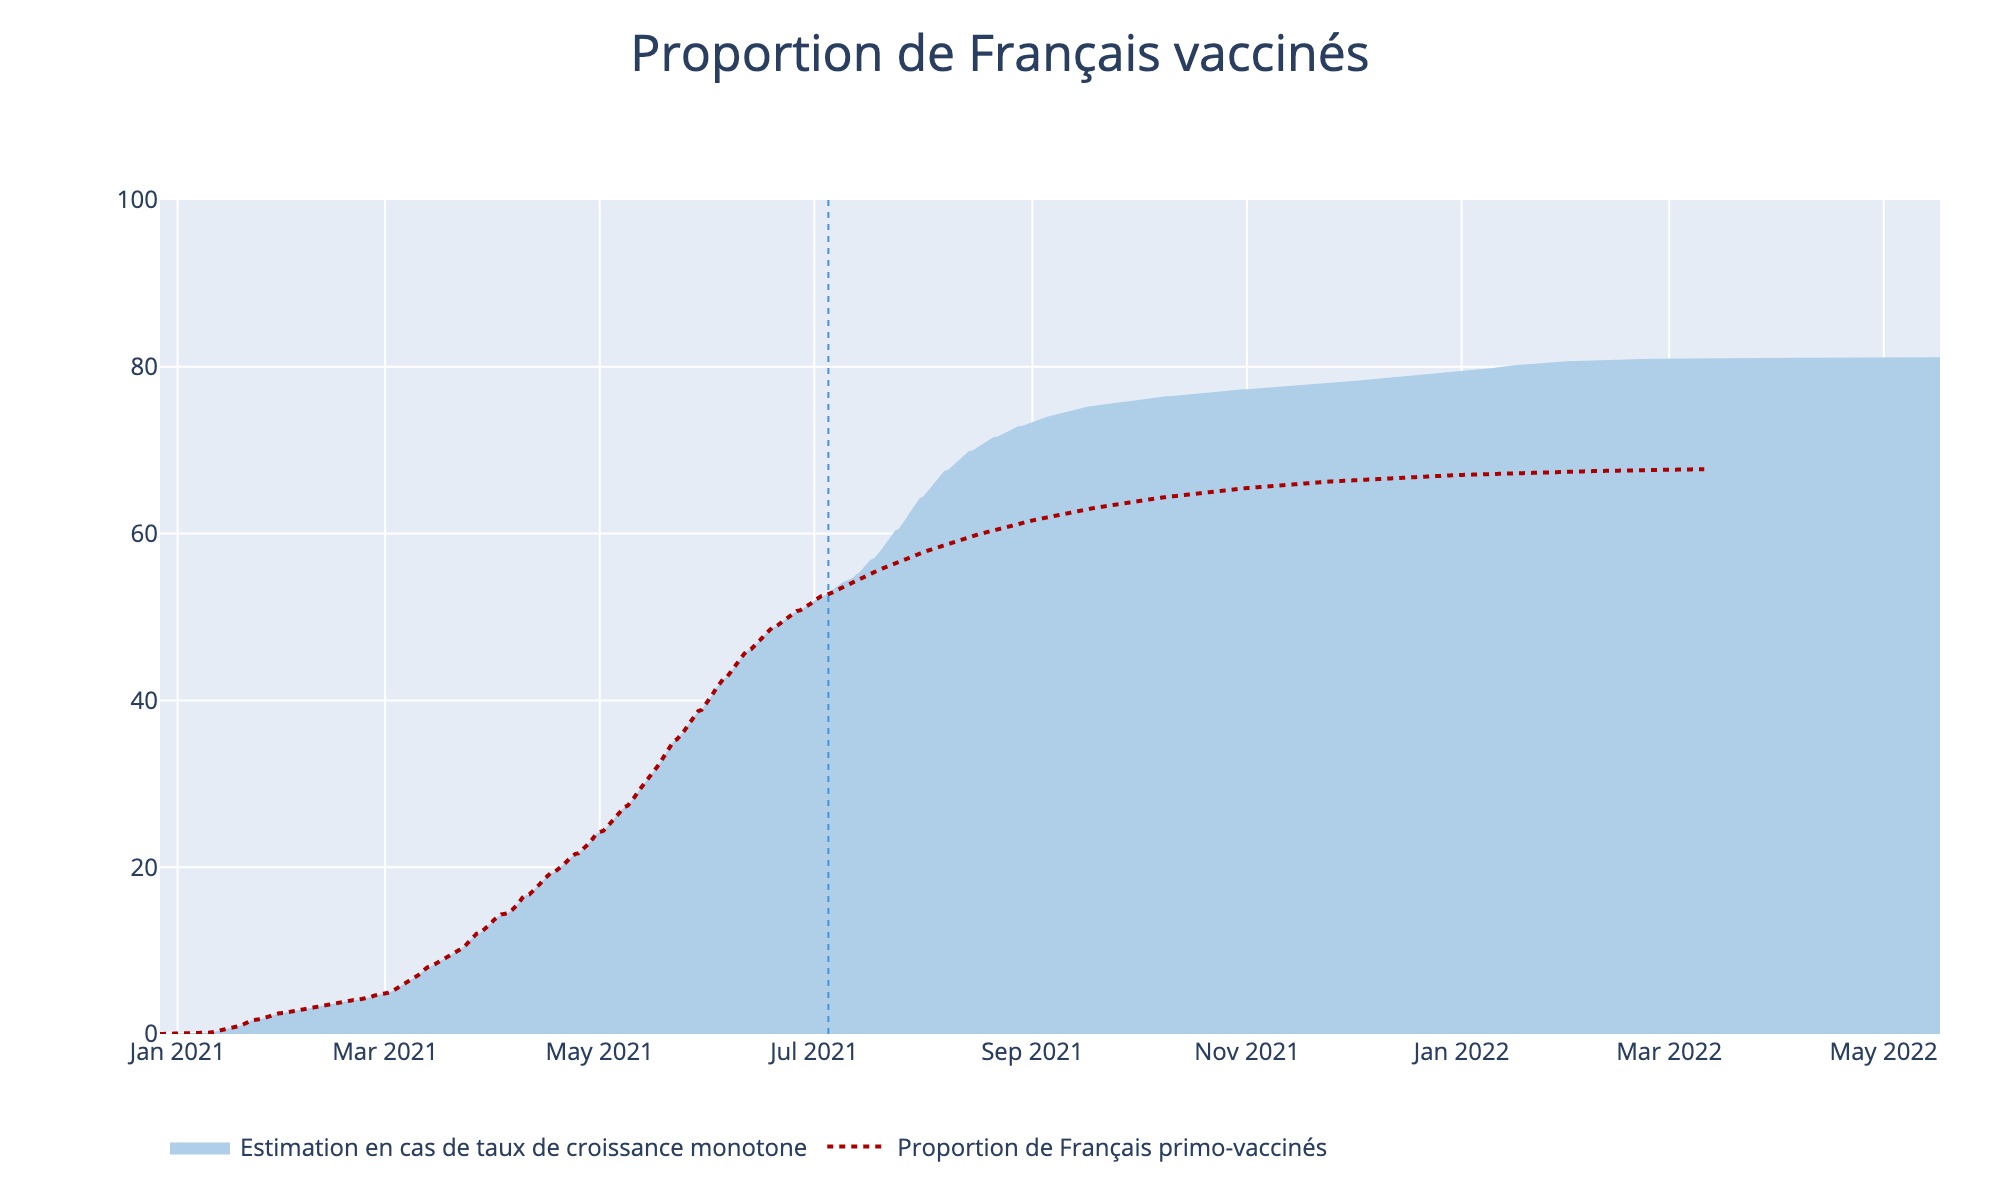 Proportion de Français vaccinés
100
80
60
40
20
0
Jan 2021 Mar 2021 May 2021 Jul 2021 Sep 2021 Nov 2021 Jan 2022 Mar 2022 May 2022
Estimation en cas de taux de croissance monotone Proportion de Français primo-vaccinés